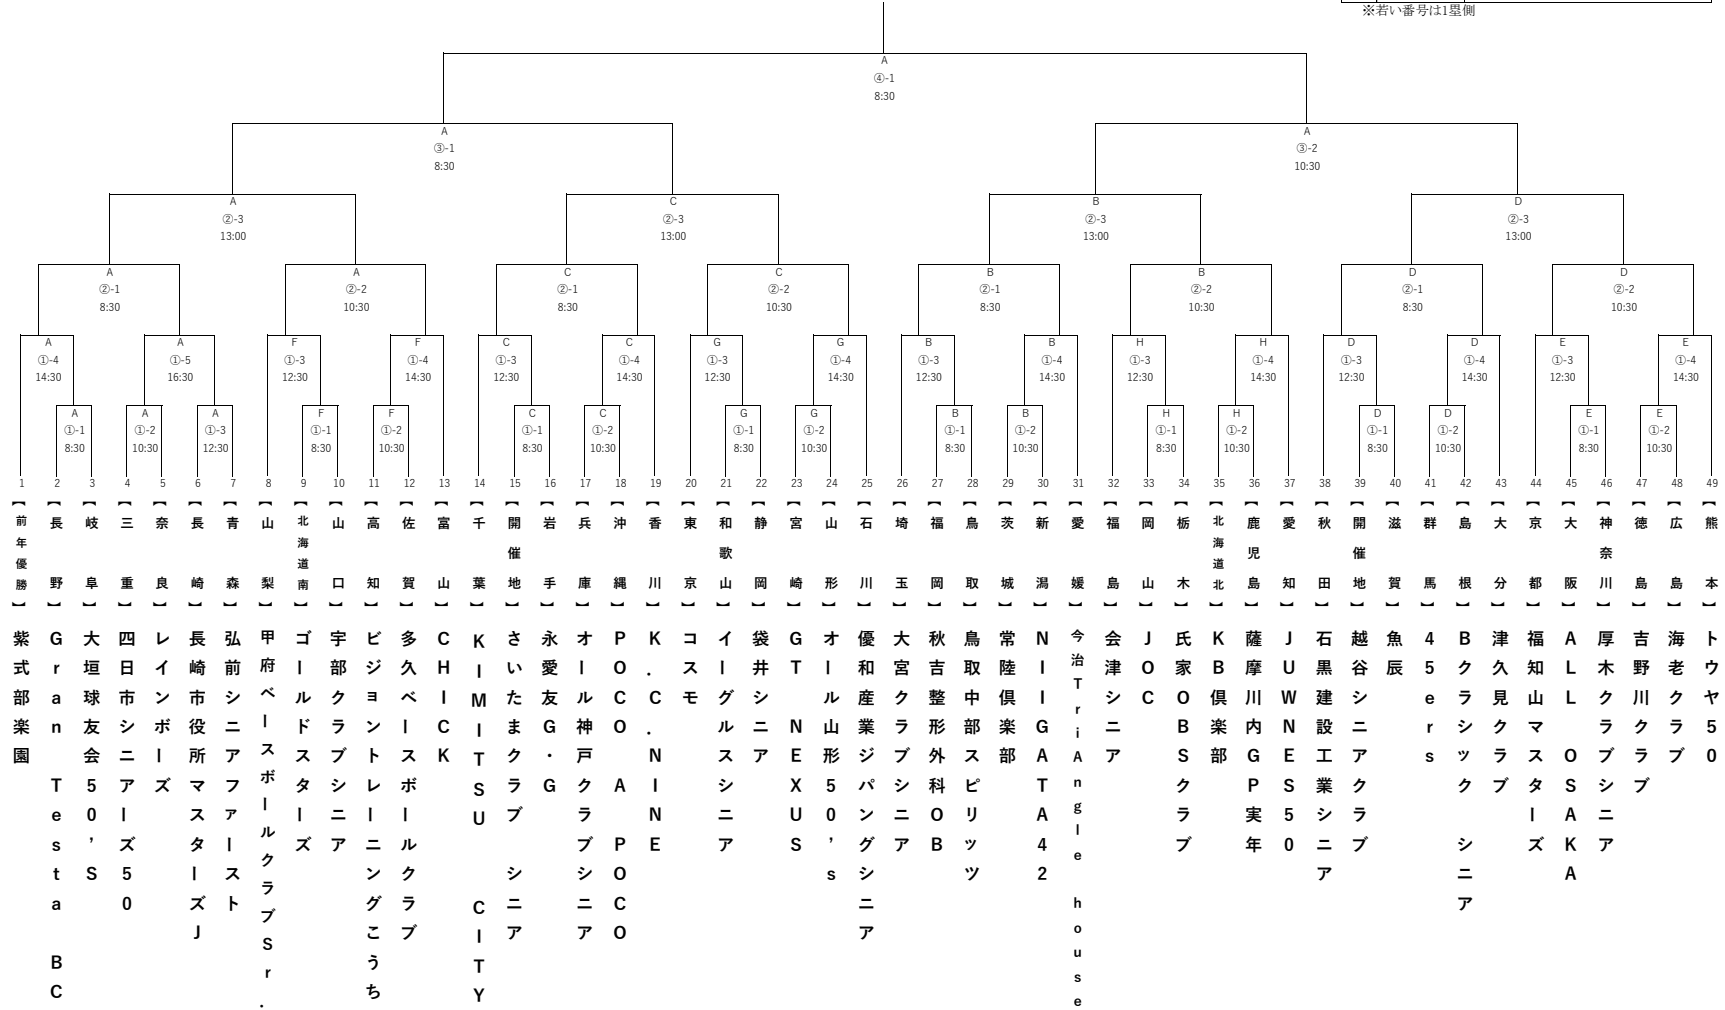 ※若い番号は1塁側
A
④-1
8:30
A
③-1
8:30
A
③-2
10:30
A
②-3
13:00
C
②-3
13:00
B
②-3
13:00
D
②-3
13:00
A
②-1
8:30
A
②-2
10:30
C
②-1
8:30
C
②-2
10:30
B
②-1
8:30
B
②-2
10:30
D
②-1
8:30
D
②-2
10:30
A
①-4
14:30
A
①-5
16:30
F
①-3
12:30
F
①-4
14:30
C
①-3
12:30
C
①-4
14:30
G
①-3
12:30
G
①-4
14:30
B
①-3
12:30
B
①-4
14:30
H
①-3
12:30
H
①-4
14:30
D
①-3
12:30
D
①-4
14:30
E
①-3
12:30
E
①-4
14:30
A
①-1
8:30
A
①-2
10:30
A
①-3
12:30
F
①-1
8:30
F
①-2
10:30
C
①-1
8:30
C
①-2
10:30
G
①-1
8:30
G
①-2
10:30
B
①-1
8:30
B
①-2
10:30
H
①-1
8:30
H
①-2
10:30
D
①-1
8:30
D
①-2
10:30
E
①-1
8:30
E
①-2
10:30
1【前年優勝】紫式部楽園
2【長野】Gran Testa BC
3【岐阜】大垣球友会50’S
4【三重】四日市シニアーズ50
5【奈良】レインボーズ
6【長崎】長崎市役所マスターズJ
7【青森】弘前シニアファースト
8【山梨】甲府ベースボールクラブSr.
9【北海道南】ゴールドスターズ
10【山口】宇部クラブシニア
11【高知】ビジョントレーニングこうち
12【佐賀】多久ベースボールクラブ
13【富山】CHICK
14【千葉】KIMITSU CITY
15【開催地】さいたまクラブ シニア
16【岩手】永愛友G・G
17【兵庫】オール神戸クラブシニア
18【沖縄】POCO A POCO
19【香川】K.C.NINE
20【東京】コスモ
21【和歌山】イーグルスシニア
22【静岡】袋井シニア
23【宮崎】GT NEXUS
24【山形】オール山形50’s
25【石川】優和産業ジパングシニア
26【埼玉】大宮クラブシニア
27【福岡】秋吉整形外科OB
28【鳥取】鳥取中部スピリッツ
29【茨城】常陸倶楽部
30【新潟】NIIGATA42
31【愛媛】今治TriAngle house
32【福島】会津シニア
33【岡山】JOC
34【栃木】氏家OBSクラブ
35【北海道北】KB倶楽部
36【鹿児島】薩摩川内GP実年
37【愛知】JUWNES50
38【秋田】石黒建設工業シニア
39【開催地】越谷シニアクラブ
40【滋賀】魚辰
41【群馬】45ers
42【島根】Bクラシック シニア
43【大分】津久見クラブ
44【京都】福知山マスターズ
45【大阪】ALL OSAKA
46【神奈川】厚木クラブシニア
47【徳島】吉野川クラブ
48【広島】海老クラブ
49【熊本】トウヤ50